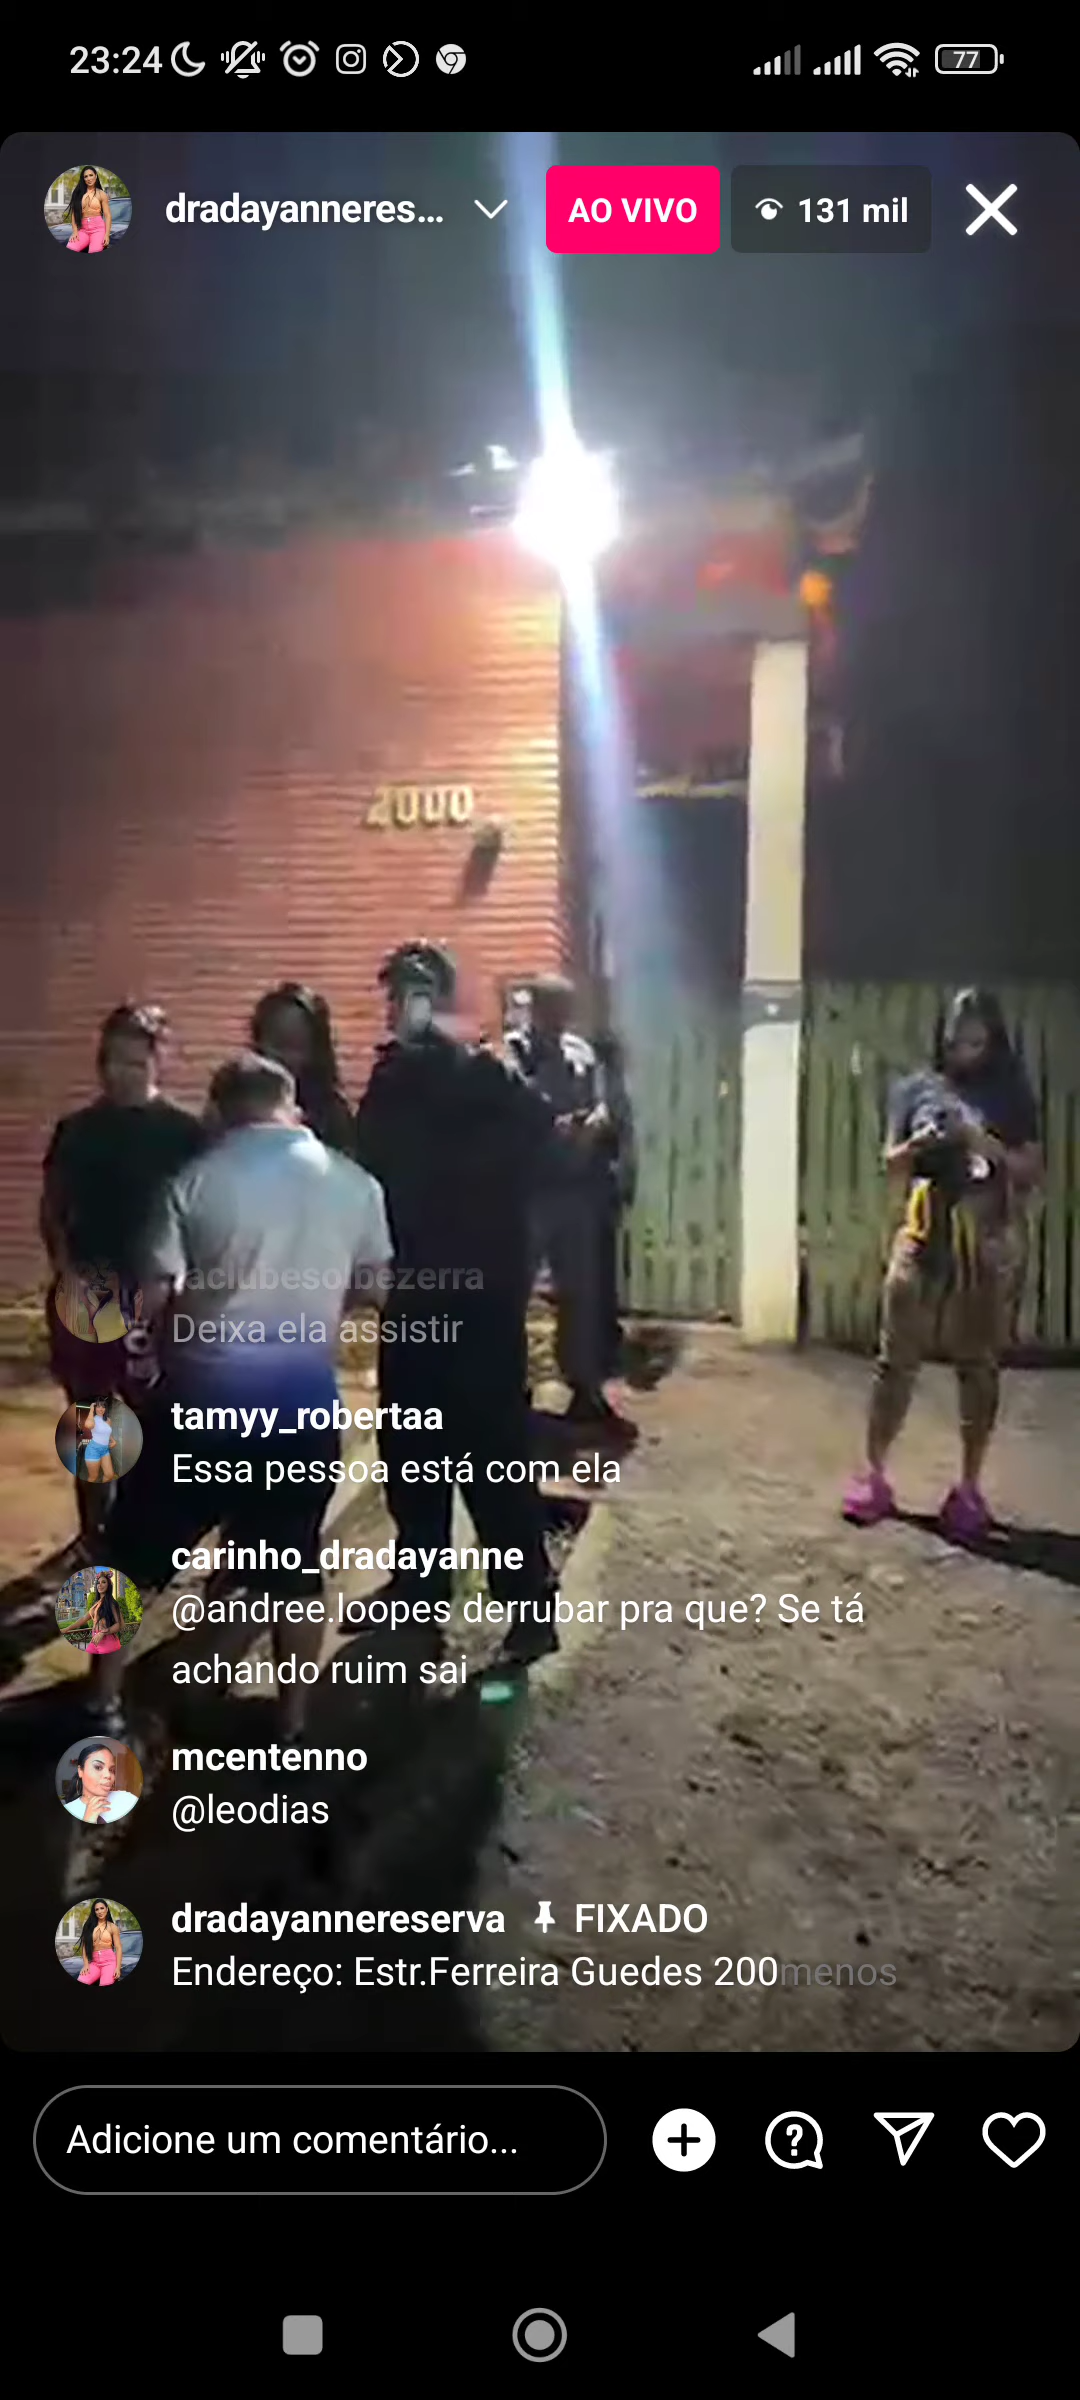 23:24
77
dradayanneres...
AO VIVO
131 mil
2000
Deixa ela assistir
tamyy_robertaa
Essa pessoa está com ela
carinho_dradayanne
@andree.loopes derrubar pra que? Se tá
achando ruim sai
mcentenno
@leodias
dradayannereserva FIXADO
Endereço: Estr.Ferreira Guedes 200menos
Adicione um comentário...